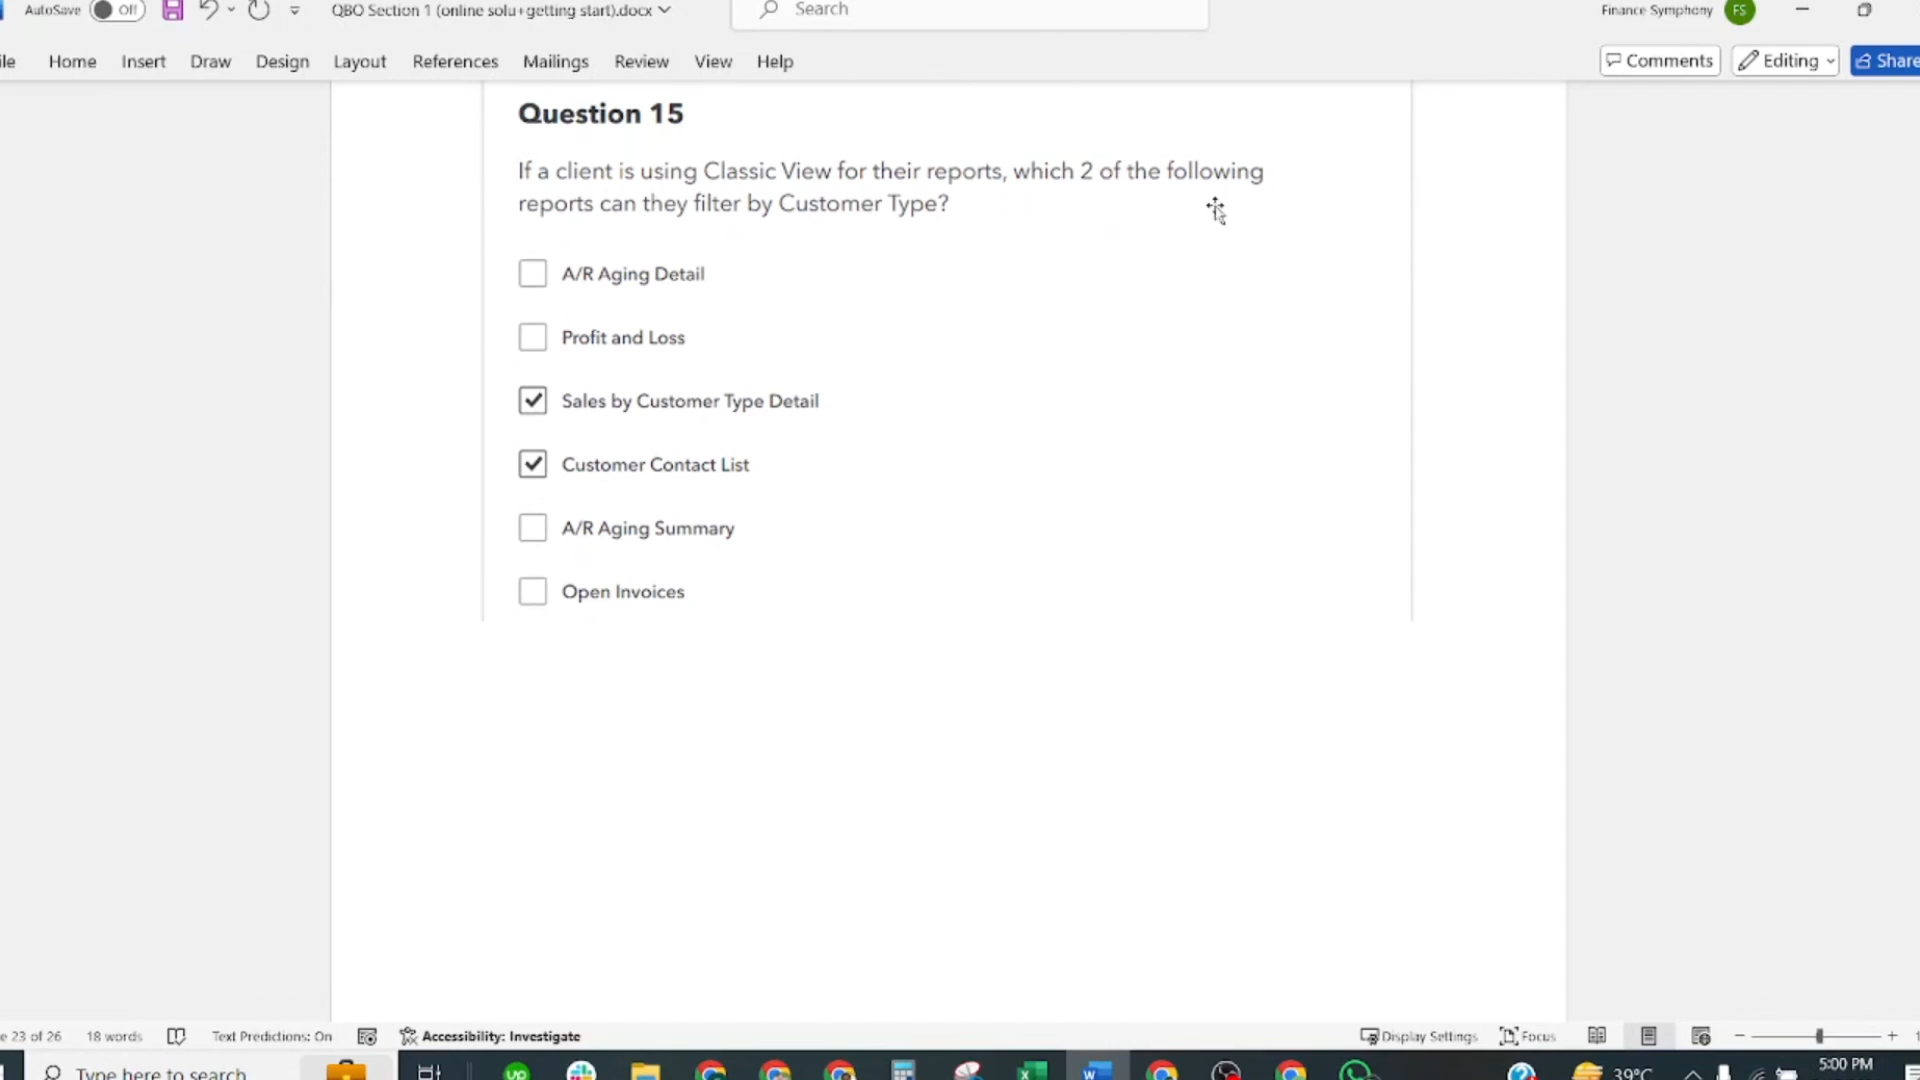 AutoSave Off QBO Section 1 (online solu+getting start).docx Search Finance Symphony FS
ile Home Insert Draw Design Layout References Mailings Review View Help Comments Editing Share
Question 15
If a client is using Classic View for their reports, which 2 of the following
reports can they filter by Customer Type?
A/R Aging Detail
Profit and Loss
Sales by Customer Type Detail
Customer Contact List
A/R Aging Summary
Open Invoices
e 23 of 26 18 words Text Predictions: On Accessibility: Investigate Display Settings Focus
Type here to search up 39°C 5:00 PM